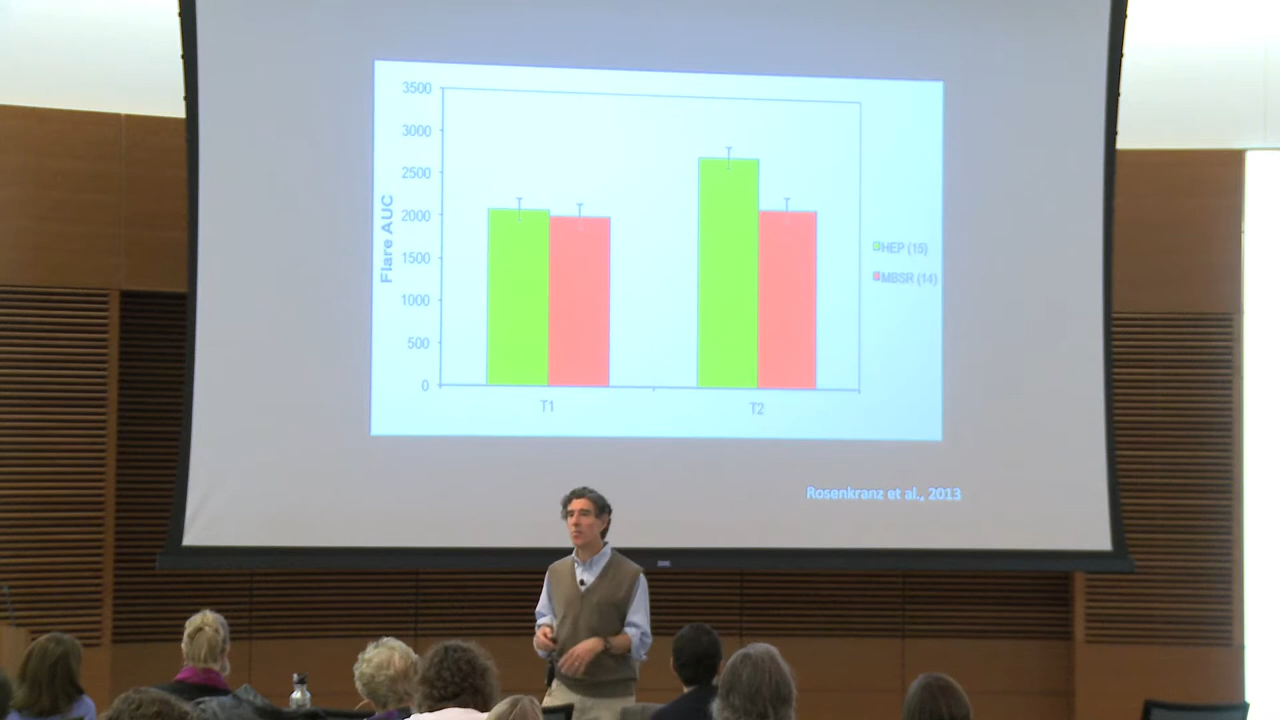 3500
3000
2500
2000
1500
1000
500
0
Flare AUC
T1
T2
HEP (15)
MBSR (14)
Rosenkranz et al., 2013